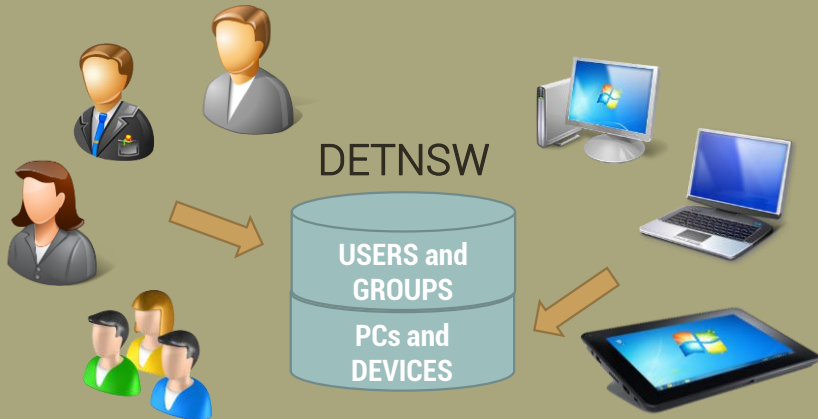 DETNSW
USERS and
GROUPS
PCs and
DEVICES